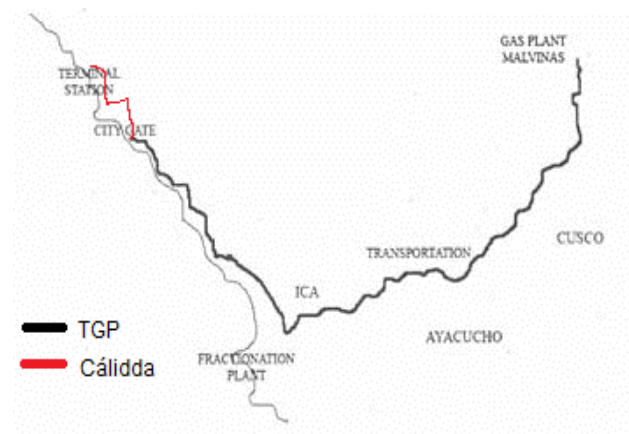 GAS PLANT
MALVINAS
TERMINAL
STATION
CITY GATE
CUSCO
TRANSPORTATION
ICA
AYACUCHO
FRACTIONATION
PLANT
TGP
Cálidda